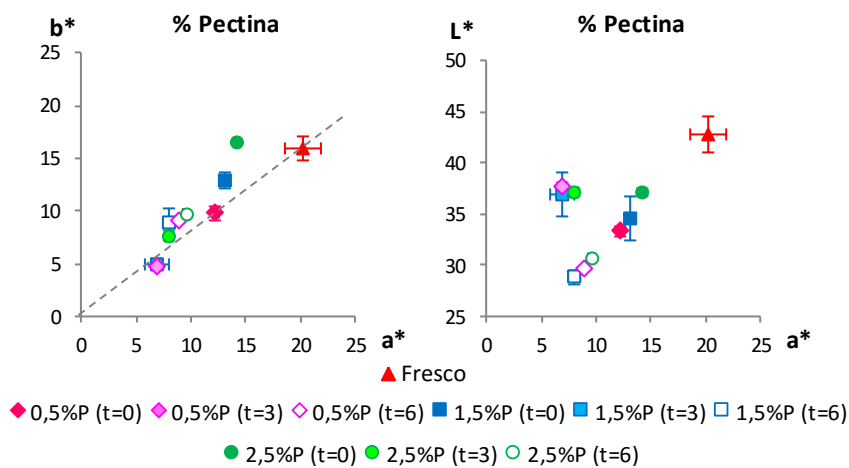 b* % Pectina
25
20
15
10
5
0
0 5 10 15 20 25
a*
L* % Pectina
50
45
40
35
30
25
0 5 10 15 20 25
a*
Fresco
0,5%P (t=0) 0,5%P (t=3) 0,5%P (t=6) 1,5%P (t=0) 1,5%P (t=3) 1,5%P (t=6)
2,5%P (t=0) 2,5%P (t=3) 2,5%P (t=6)